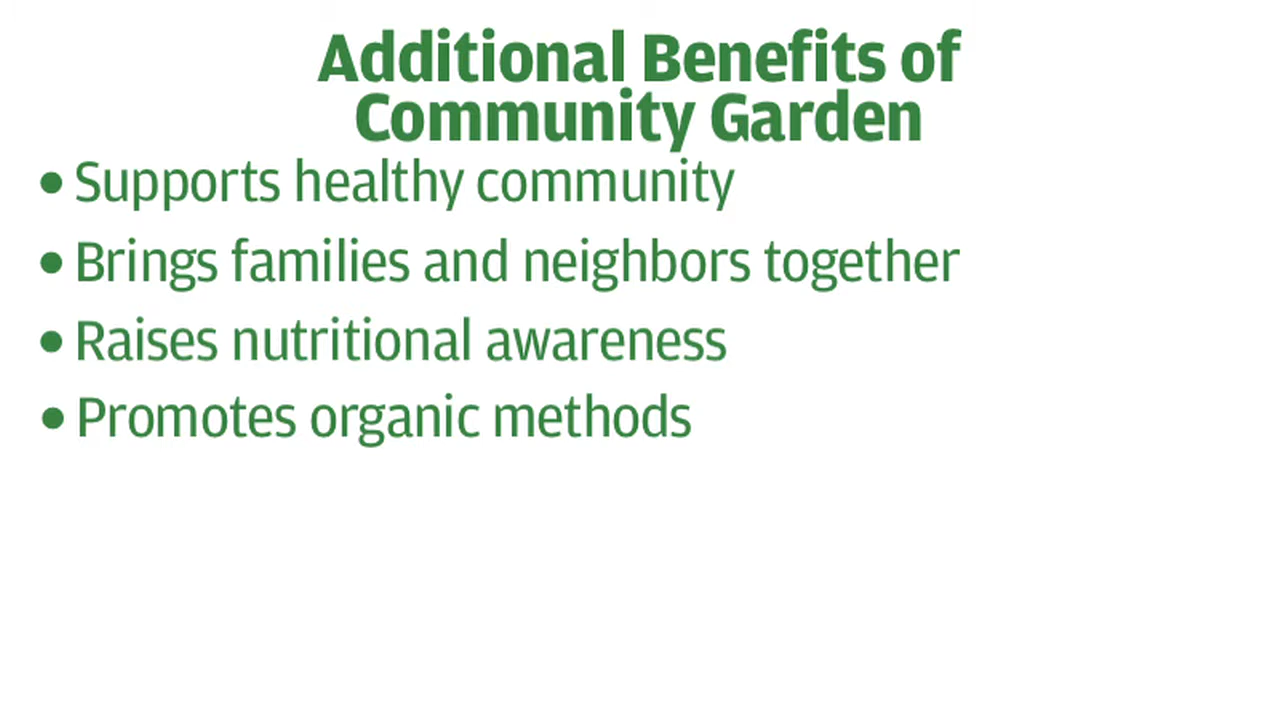 Additional Benefits of
Community Garden
• Supports healthy community
• Brings families and neighbors together
• Raises nutritional awareness
• Promotes organic methods